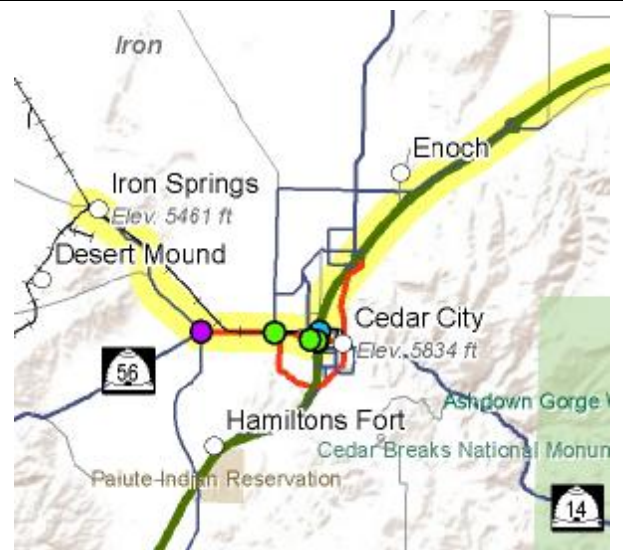 Iron
Enoch
Iron Springs
Elev. 5461 ft
Desert Mound
Cedar City
Elev. 5834 ft
56
Ashdown Gorge W
Hamiltons Fort
Cedar Breaks National Monum
Paiute-Indian Reservation
14